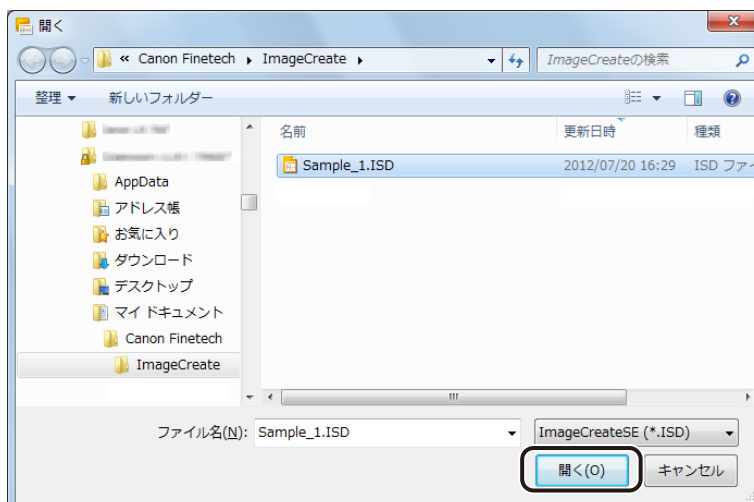 開く
« Canon Finetech ImageCreate
ImageCreateの検索
整理 新しいフォルダー
名前 更新日時 種類
Sample_1.ISD 2012/07/20 16:29 ISD ファ
AppData
アドレス帳
お気に入り
ダウンロード
デスクトップ
マイ ドキュメント
Canon Finetech
ImageCreate
ファイル名(N): Sample_1.ISD ImageCreateSE (*.ISD)
開く(O) キャンセル